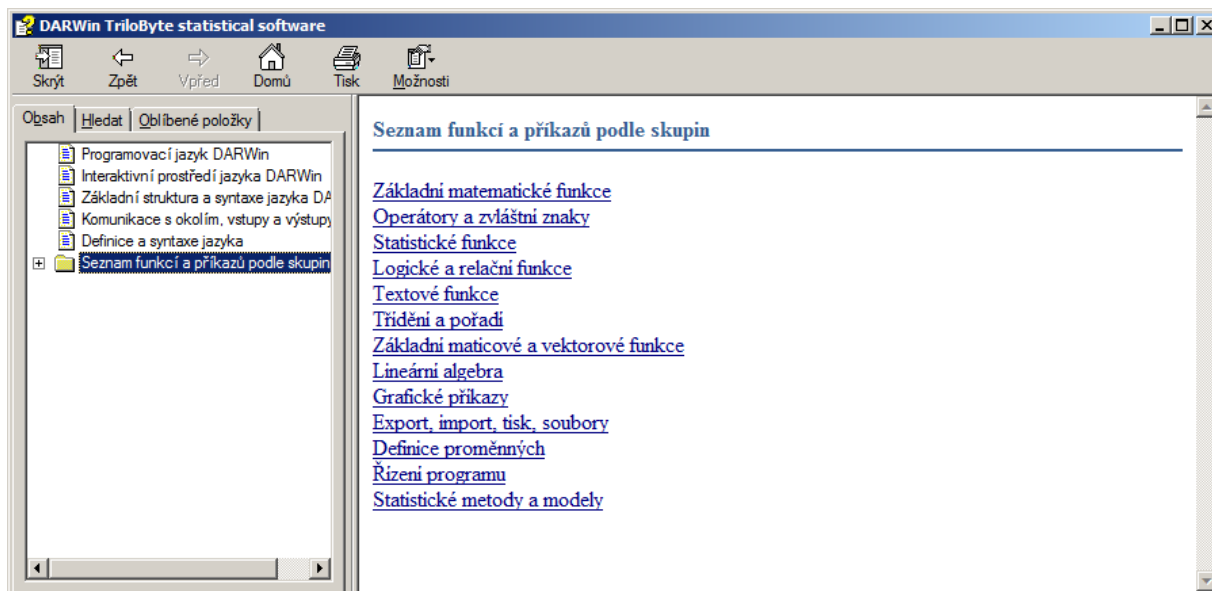 DARWin TriloByte statistical software
Skrýt Zpět Vpřed Domů Tisk Možnosti
Obsah Hledat Oblíbené položky
Programovací jazyk DARWin
Interaktivní prostředí jazyka DARWin
Základní struktura a syntaxe jazyka DA
Komunikace s okolím, vstupy a výstupy
Definice a syntaxe jazyka
Seznam funkcí a příkazů podle skupin
Seznam funkcí a příkazů podle skupin
Základní matematické funkce
Operátory a zvláštní znaky
Statistické funkce
Logické a relační funkce
Textové funkce
Třídění a pořadí
Základní maticové a vektorové funkce
Lineární algebra
Grafické příkazy
Export, import, tisk, soubory
Definice proměnných
Řízení programu
Statistické metody a modely